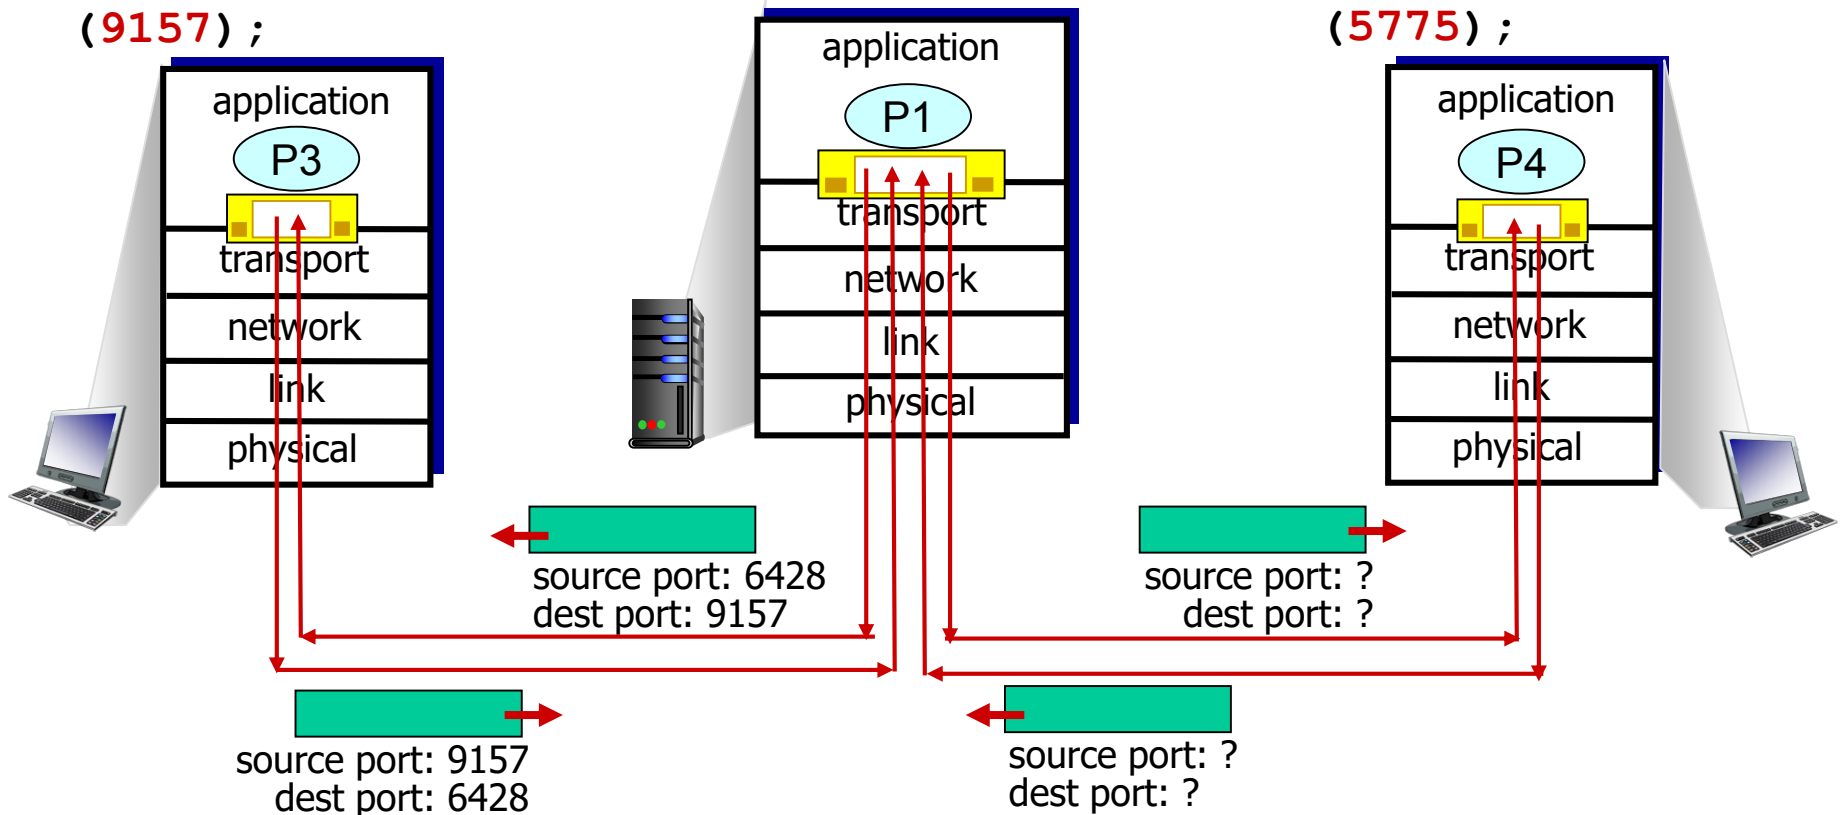 (9157);
application
P3
transport
network
link
physical
application
P1
transport
network
link
physical
(5775);
application
P4
transport
network
link
physical
source port: 6428
dest port: 9157
source port: ?
dest port: ?
source port: 9157
dest port: 6428
source port: ?
dest port: ?